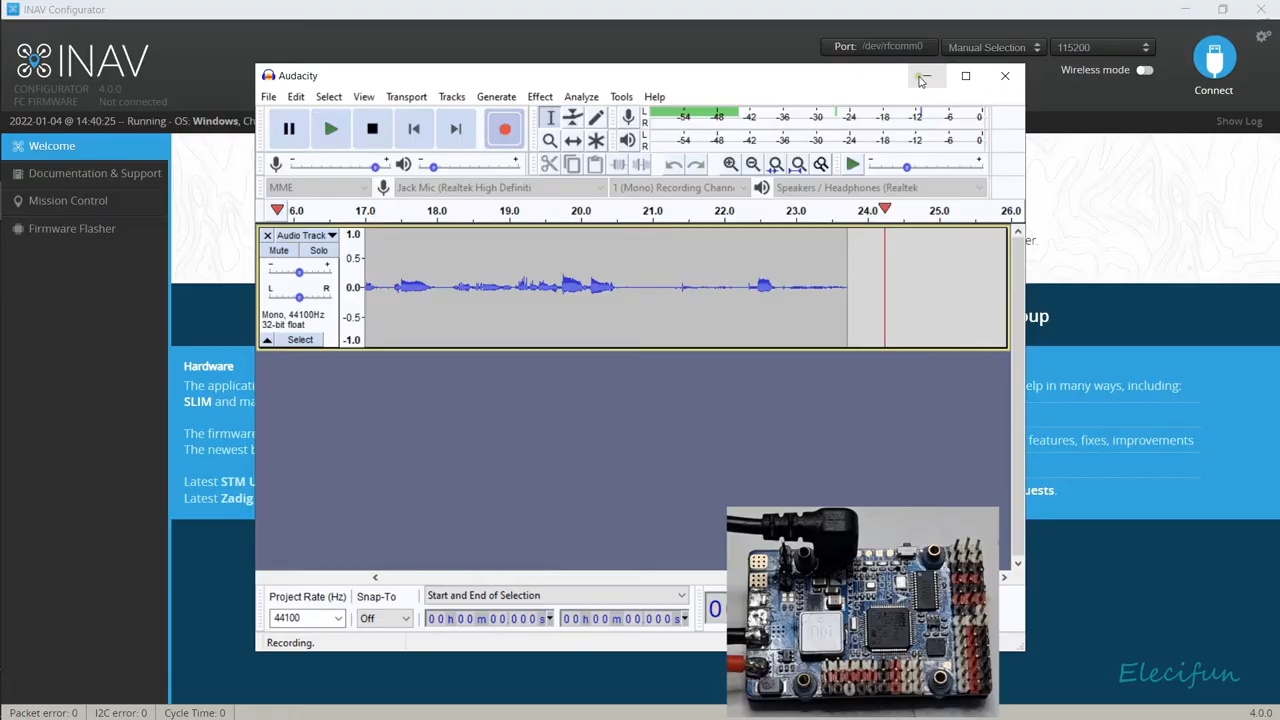 INAV Configurator
INAV
CONFIGURATOR 4.0.0
FC FIRMWARE Not connected
Port: /dev/rfcomm0
Manual Selection
115200
Wireless mode
Connect
2022-01-04 @ 14:40:25 -- Running - OS: Windows, Ch
Show Log
Welcome
Documentation & Support
Mission Control
Firmware Flasher
Audacity
File Edit Select View Transport Tracks Generate Effect Analyze Tools Help
L R -54 -48 -42 -36 -30 -24 -18 -12 -6 0
L R -54 -48 -42 -36 -30 -24 -18 -12 -6 0
MME
Jack Mic (Realtek High Definiti
1 (Mono) Recording Chann
Speakers / Headphones (Realtek
6.0 17.0 18.0 19.0 20.0 21.0 22.0 23.0 24.0 25.0 26.0
Audio Track
Mute Solo
- +
L R
Mono, 44100Hz
32-bit float
Select
1.0
0.5
0.0
-0.5
-1.0
er.
oup
Hardware
The applicati
SLIM and ma
The firmware
The newest b
Latest STM U
Latest Zadig
elp in many ways, including:
features, fixes, improvements
uests.
Project Rate (Hz) Snap-To
Start and End of Selection
44100
Off
00h00m00.000s
00h00m00.000s
0
Recording.
Elecifun
Packet error: 0 I2C error: 0 Cycle Time: 0
4.0.0